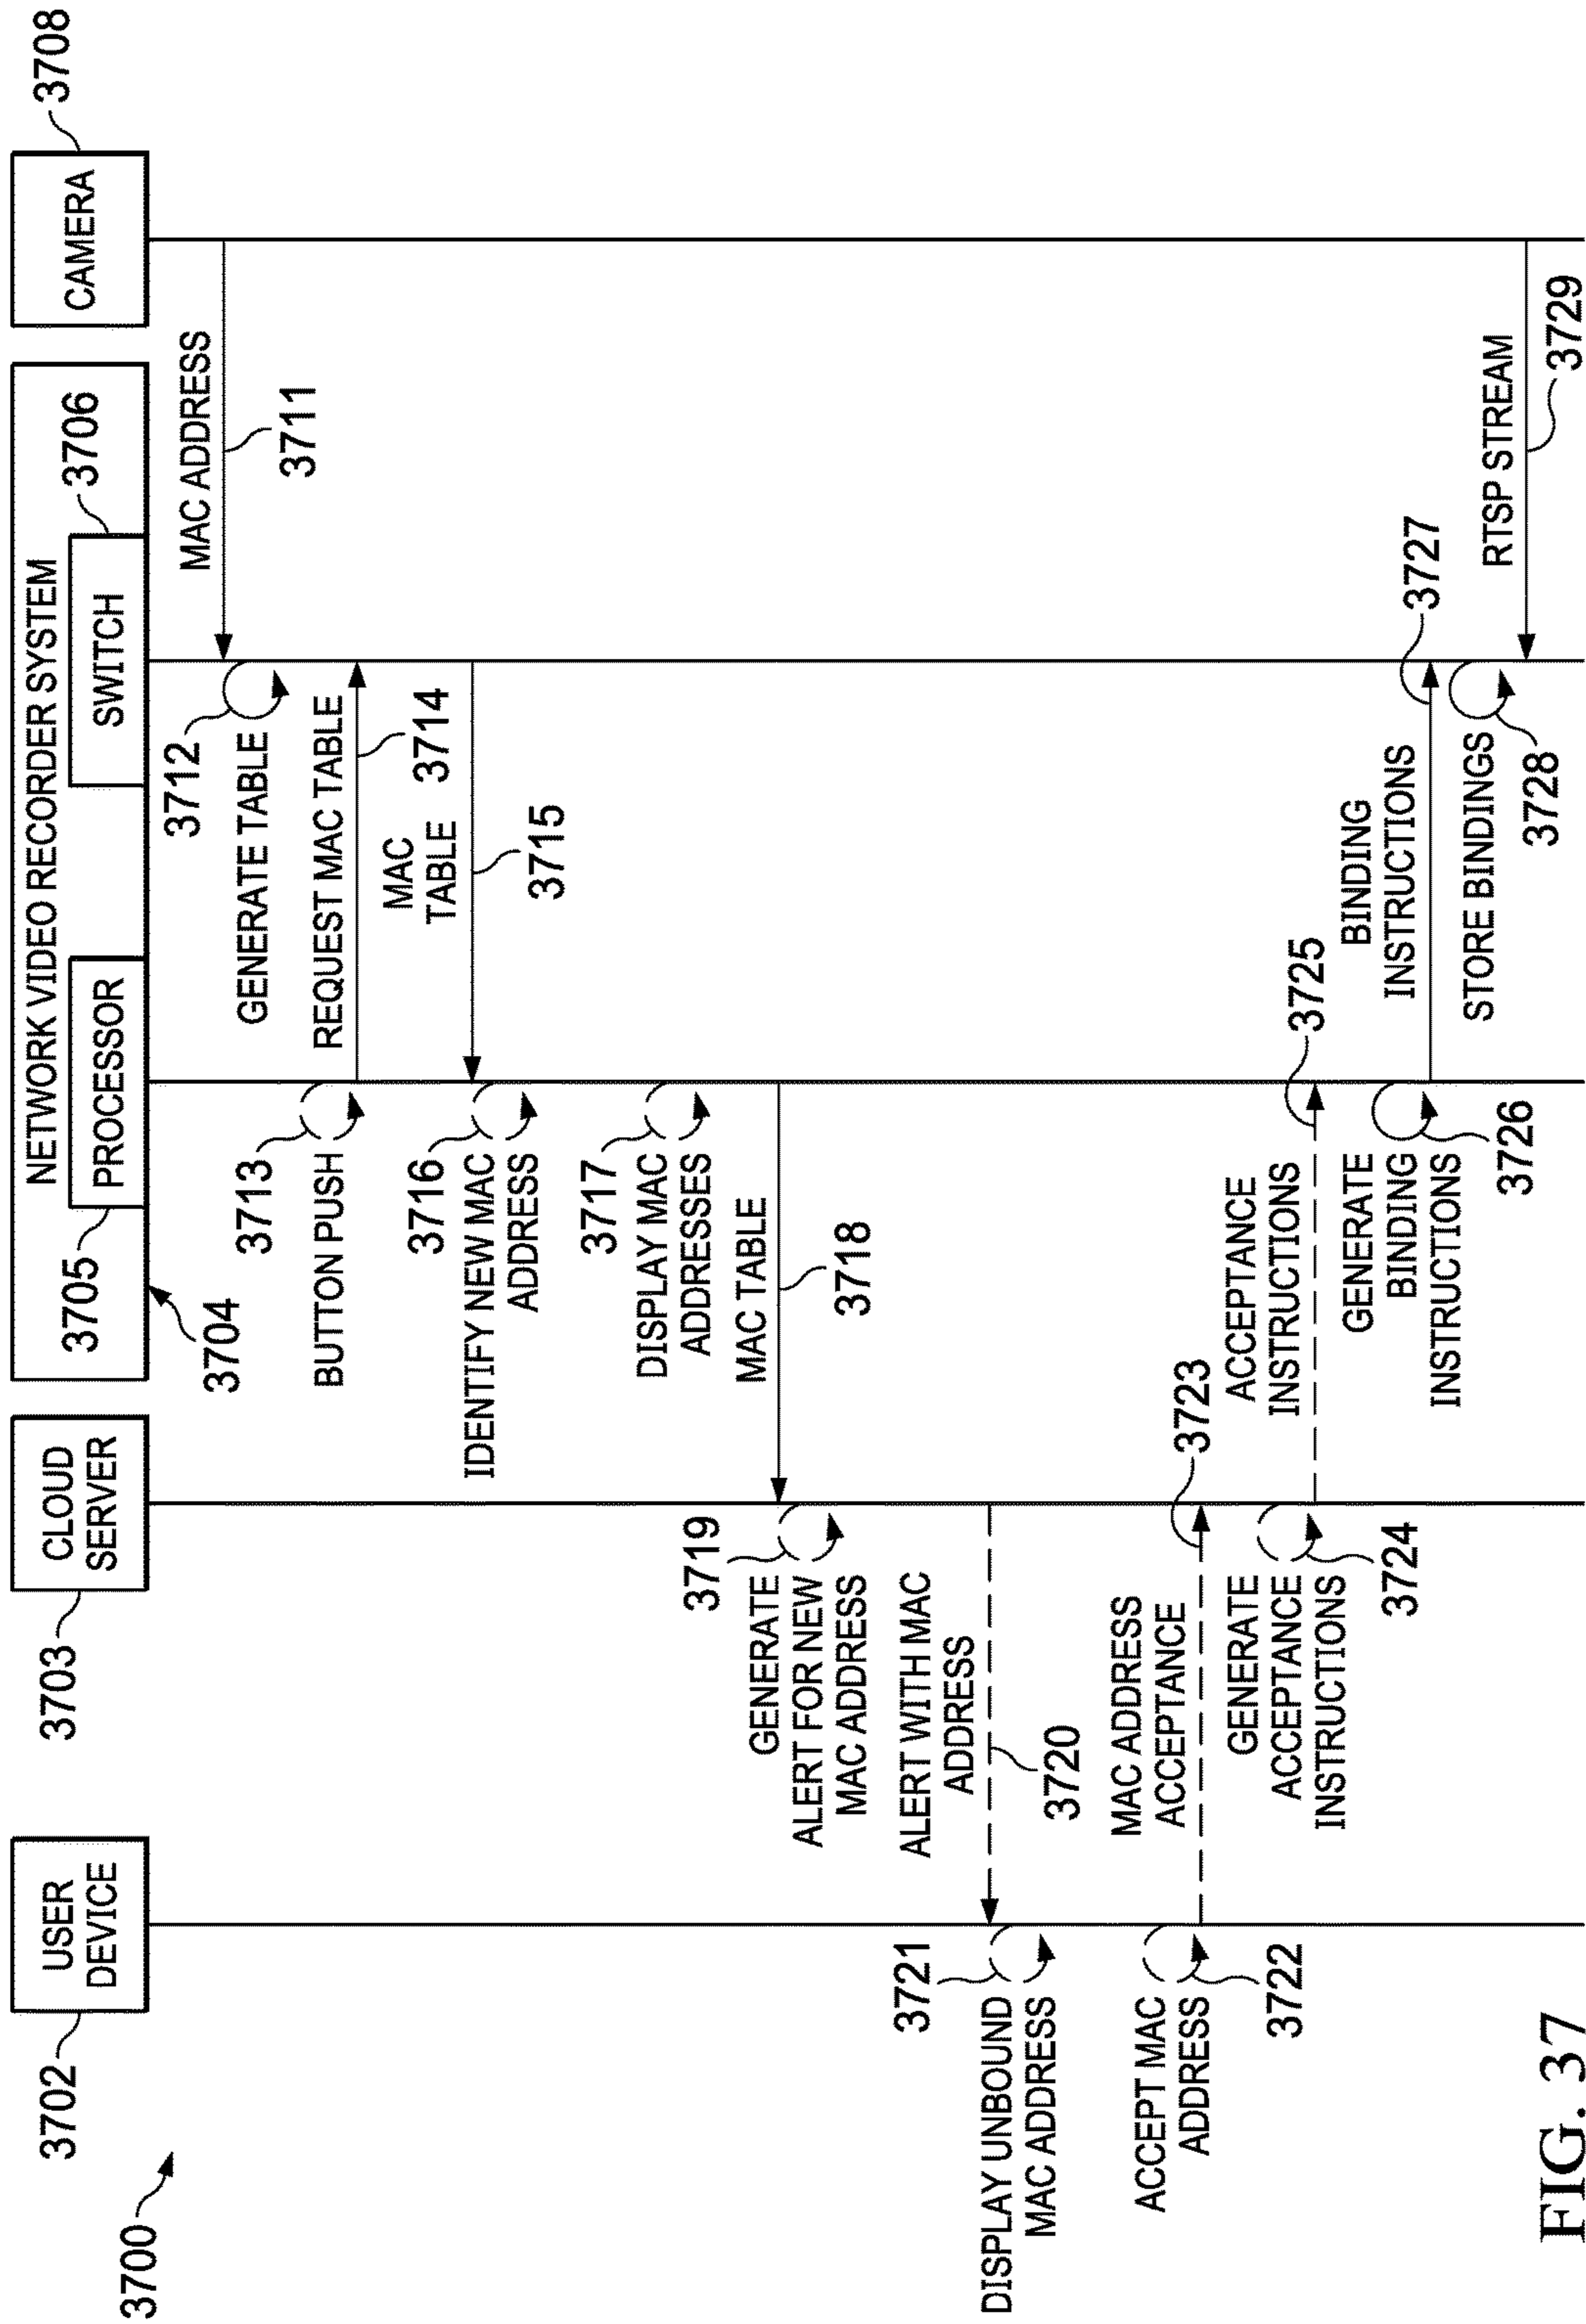 3700
USER
DEVICE
3702
CLOUD
SERVER
3703
NETWORK VIDEO RECORDER SYSTEM
PROCESSOR
3705
3704
SWITCH
3706
CAMERA
3708
MAC ADDRESS
3711
3712
GENERATE TABLE
3713
BUTTON PUSH
REQUEST MAC TABLE
3714
MAC
TABLE
3715
3716
IDENTIFY NEW MAC
ADDRESS
3717
DISPLAY MAC
ADDRESSES
MAC TABLE
3718
3719
GENERATE
ALERT FOR NEW
MAC ADDRESS
ALERT WITH MAC
ADDRESS
3720
3721
DISPLAY UNBOUND
MAC ADDRESS
ACCEPT MAC
ADDRESS
3722
MAC ADDRESS
ACCEPTANCE
3723
GENERATE
ACCEPTANCE
INSTRUCTIONS
3724
ACCEPTANCE
INSTRUCTIONS
3725
GENERATE
BINDING
INSTRUCTIONS
3726
BINDING
INSTRUCTIONS
3727
STORE BINDINGS
3728
RTSP STREAM
3729
FIG. 37